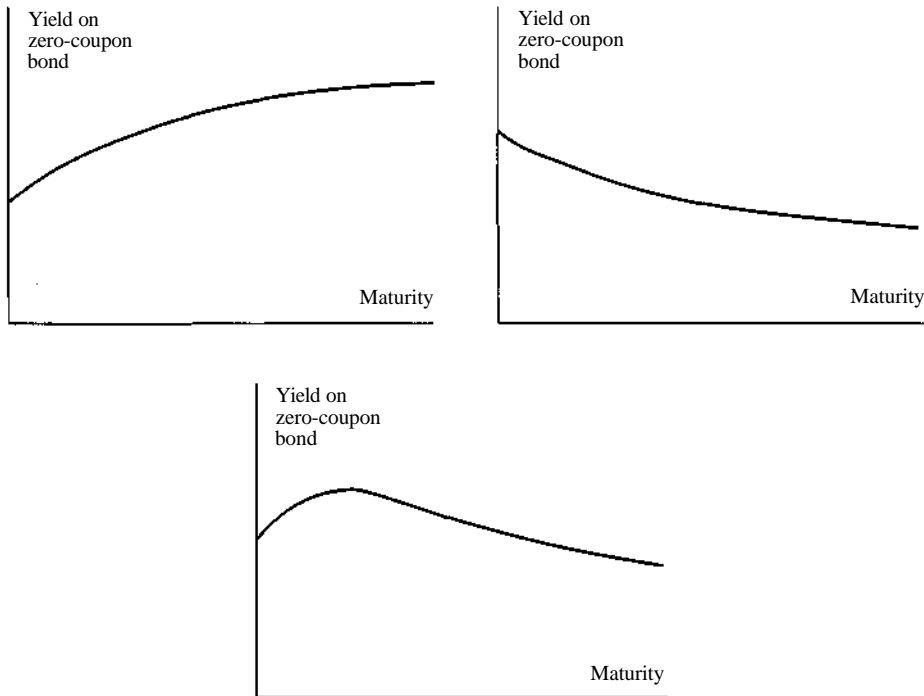 Yield on
zero-coupon
bond
Maturity
Yield on
zero-coupon
bond
Maturity
Yield on
zero-coupon
bond
Maturity